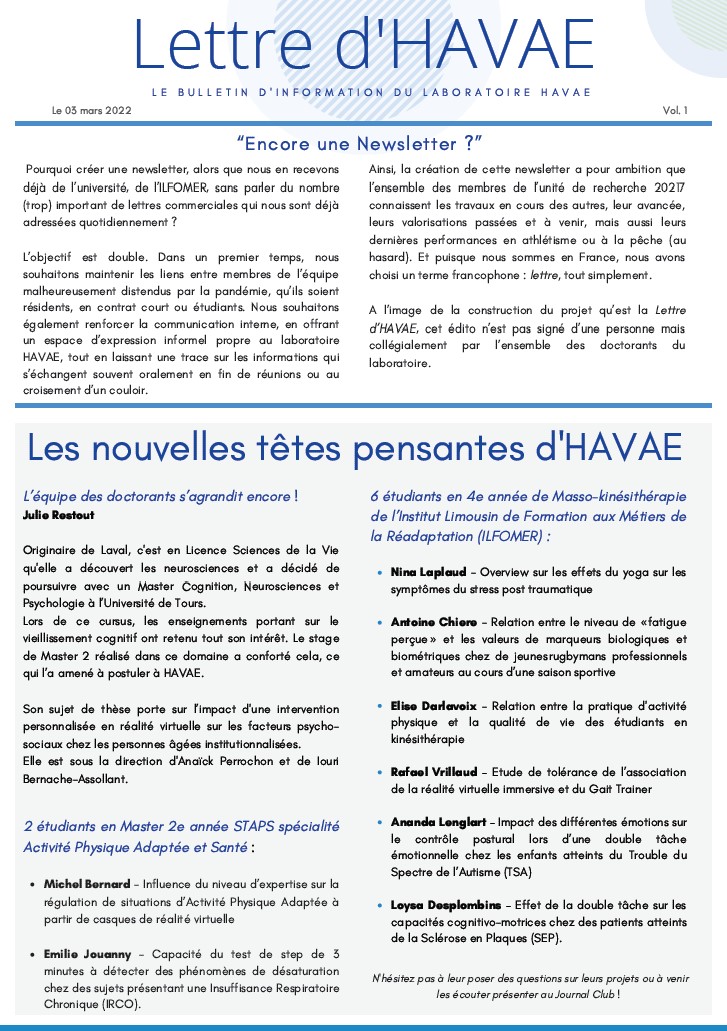 Lettre d'HAVAE
LE BULLETIN D'INFORMATION DU LABORATOIRE HAVAE
Le 03 mars 2022
Vol. 1
“Encore une Newsletter ?”
Pourquoi créer une newsletter, alors que nous en recevons
déjà de l’université, de l’ILFOMER, sans parler du nombre
(trop) important de lettres commerciales qui nous sont déjà
adressées quotidiennement ?
L’objectif est double. Dans un premier temps, nous
souhaitons maintenir les liens entre membres de l’équipe
malheureusement distendus par la pandémie, qu’ils soient
résidents, en contrat court ou étudiants. Nous souhaitons
également renforcer la communication interne, en offrant
un espace d’expression informel propre au laboratoire
HAVAE, tout en laissant une trace sur les informations qui
s’échangent souvent oralement en fin de réunions ou au
croisement d’un couloir.
Ainsi, la création de cette newsletter a pour ambition que
l’ensemble des membres de l’unité de recherche 20217
connaissent les travaux en cours des autres, leur avancée,
leurs valorisations passées et à venir, mais aussi leurs
dernières performances en athlétisme ou à la pêche (au
hasard). Et puisque nous sommes en France, nous avons
choisi un terme francophone : lettre, tout simplement.
A l’image de la construction du projet qu’est la Lettre
d’HAVAE, cet édito n’est pas signé d’une personne mais
collégialement par l’ensemble des doctorants du
laboratoire.
Les nouvelles têtes pensantes d'HAVAE
L’équipe des doctorants s’agrandit encore !
Julie Restout
Originaire de Laval, c'est en Licence Sciences de la Vie
qu'elle a découvert les neurosciences et a décidé de
poursuivre avec un Master Cognition, Neurosciences et
Psychologie à l’Université de Tours.
Lors de ce cursus, les enseignements portant sur le
vieillissement cognitif ont retenu tout son intérêt. Le stage
de Master 2 réalisé dans ce domaine a conforté cela, ce
qui l’a amené à postuler à HAVAE.
Son sujet de thèse porte sur l’impact d’une intervention
personnalisée en réalité virtuelle sur les facteurs psycho-
sociaux chez les personnes âgées institutionnalisées.
Elle est sous la direction d'Anaïck Perrochon et de Iouri
Bernache-Assollant.
2 étudiants en Master 2e année STAPS spécialité
Activité Physique Adaptée et Santé :
• Michel Bernard – Influence du niveau d’expertise sur la
régulation de situations d’Activité Physique Adaptée à
partir de casques de réalité virtuelle
• Emilie Jouanny – Capacité du test de step de 3
minutes à détecter des phénomènes de désaturation
chez des sujets présentant une Insuffisance Respiratoire
Chronique (IRCO).
6 étudiants en 4e année de Masso-kinésithérapie
de l’Institut Limousin de Formation aux Métiers de
la Réadaptation (ILFOMER) :
• Nina Laplaud – Overview sur les effets du yoga sur les
symptômes du stress post traumatique
• Antoine Chiere – Relation entre le niveau de «fatigue
perçue» et les valeurs de marqueurs biologiques et
biométriques chez de jeunesrugbymans professionnels
et amateurs au cours d’une saison sportive
• Elise Darlavoix – Relation entre la pratique d’activité
physique et la qualité de vie des étudiants en
kinésithérapie
• Rafael Vrillaud – Etude de tolérance de l’association
de la réalité virtuelle immersive et du Gait Trainer
• Ananda Lenglart – Impact des différentes émotions sur
le contrôle postural lors d’une double tâche
émotionnelle chez les enfants atteints du Trouble du
Spectre de l’Autisme (TSA)
• Loysa Desplombins – Effet de la double tâche sur les
capacités cognitivo-motrices chez des patients atteints
de la Sclérose en Plaques (SEP).
N'hésitez pas à leur poser des questions sur leurs projets ou à venir
les écouter présenter au Journal Club !